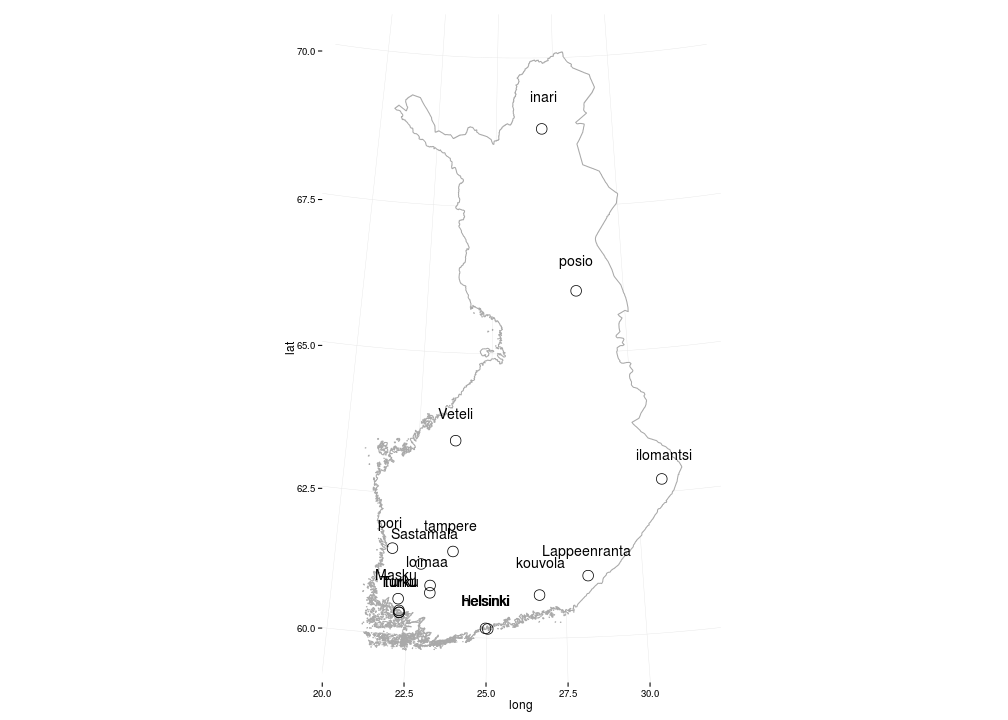 70.0
inari
67.5
posio
65.0
lat
Veteli
ilomantsi
62.5
pori
tampere
Sastamala
Lappeenranta
loimaa
kouvola
Masku
Helsinki
60.0
20.0
22.5
25.0
27.5
30.0
long